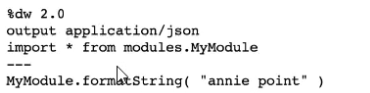 %dw 2.0
output application/json
import * from modules.MyModule
---
MyModule.formatString( "annie point" )